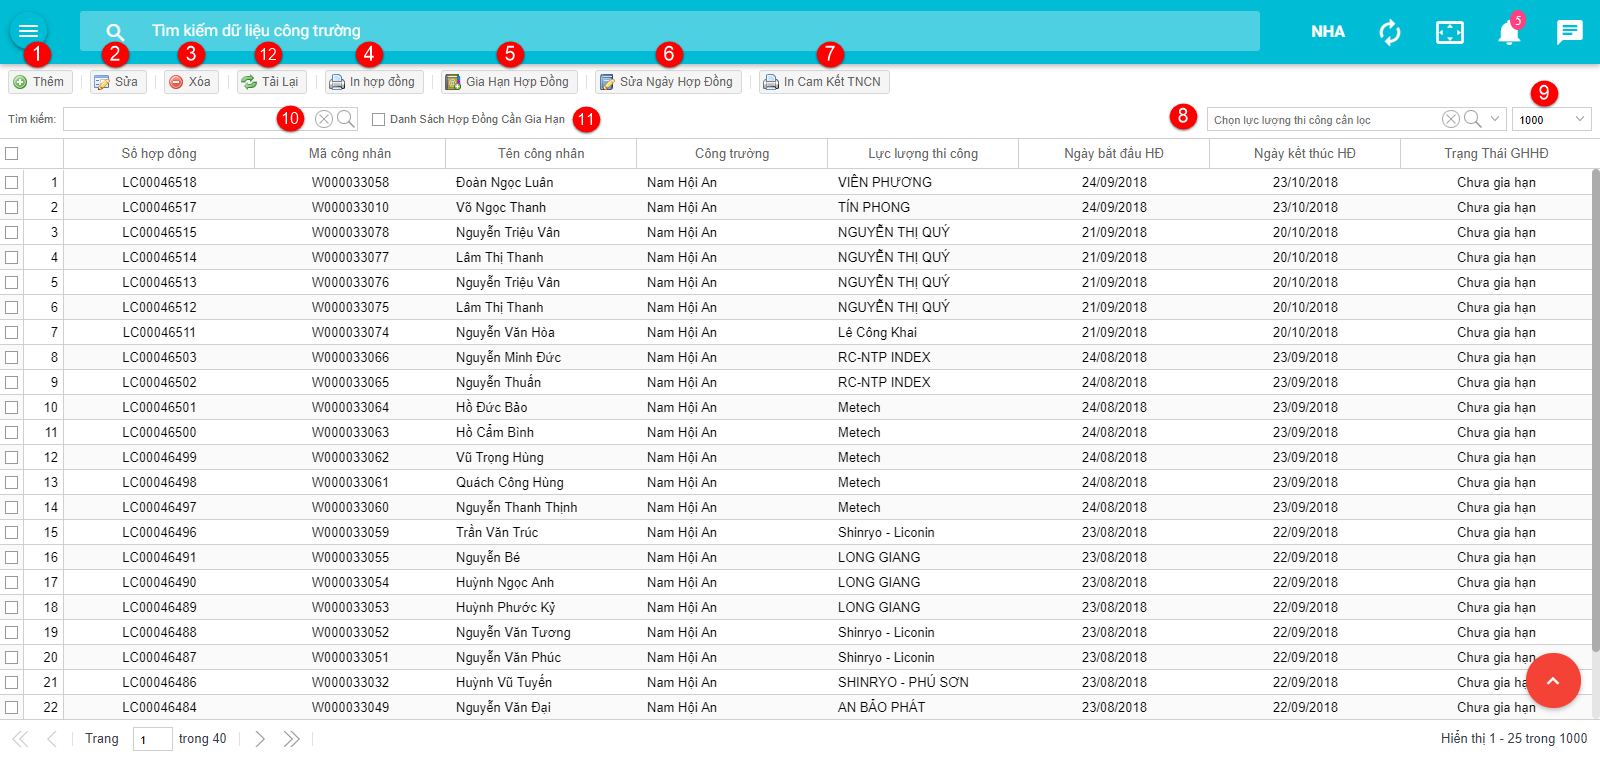 Tìm kiếm dữ liệu công trường NHA 5
1 2 3 12 4 5 6 7
Thêm Sửa Xóa Tải Lại In hợp đồng Gia Hạn Hợp Đồng Sửa Ngày Hợp Đồng In Cam Kết TNCN
Tìm kiếm: 10 Danh Sách Hợp Đồng Cần Gia Hạn 11 8 Chọn lực lượng thi công cần lọc 9 1000
Số hợp đồng Mã công nhân Tên công nhân Công trường Lực lượng thi công Ngày bắt đầu HĐ Ngày kết thúc HĐ Trạng Thái GHHĐ
1 LC00046518 W000033058 Đoàn Ngọc Luân Nam Hội An VIÊN PHƯƠNG 24/09/2018 23/10/2018 Chưa gia hạn
2 LC00046517 W000033010 Võ Ngọc Thanh Nam Hội An TÍN PHONG 24/09/2018 23/10/2018 Chưa gia hạn
3 LC00046515 W000033078 Nguyễn Triệu Vân Nam Hội An NGUYỄN THỊ QUÝ 21/09/2018 20/10/2018 Chưa gia hạn
4 LC00046514 W000033077 Lâm Thị Thanh Nam Hội An NGUYỄN THỊ QUÝ 21/09/2018 20/10/2018 Chưa gia hạn
5 LC00046513 W000033076 Nguyễn Triệu Vân Nam Hội An NGUYỄN THỊ QUÝ 21/09/2018 20/10/2018 Chưa gia hạn
6 LC00046512 W000033075 Lâm Thị Thanh Nam Hội An NGUYỄN THỊ QUÝ 21/09/2018 20/10/2018 Chưa gia hạn
7 LC00046511 W000033074 Nguyễn Văn Hòa Nam Hội An Lê Công Khai 21/09/2018 20/10/2018 Chưa gia hạn
8 LC00046503 W000033066 Nguyễn Minh Đức Nam Hội An RC-NTP INDEX 24/08/2018 23/09/2018 Chưa gia hạn
9 LC00046502 W000033065 Nguyễn Thuấn Nam Hội An RC-NTP INDEX 24/08/2018 23/09/2018 Chưa gia hạn
10 LC00046501 W000033064 Hồ Đức Bảo Nam Hội An Metech 24/08/2018 23/09/2018 Chưa gia hạn
11 LC00046500 W000033063 Hồ Cẩm Bình Nam Hội An Metech 24/08/2018 23/09/2018 Chưa gia hạn
12 LC00046499 W000033062 Vũ Trọng Hùng Nam Hội An Metech 24/08/2018 23/09/2018 Chưa gia hạn
13 LC00046498 W000033061 Quách Công Hùng Nam Hội An Metech 24/08/2018 23/09/2018 Chưa gia hạn
14 LC00046497 W000033060 Nguyễn Thanh Thịnh Nam Hội An Metech 24/08/2018 23/09/2018 Chưa gia hạn
15 LC00046496 W000033059 Trần Văn Trúc Nam Hội An Shinryo - Liconin 23/08/2018 22/09/2018 Chưa gia hạn
16 LC00046491 W000033055 Nguyễn Bé Nam Hội An LONG GIANG 23/08/2018 22/09/2018 Chưa gia hạn
17 LC00046490 W000033054 Huỳnh Ngọc Anh Nam Hội An LONG GIANG 23/08/2018 22/09/2018 Chưa gia hạn
18 LC00046489 W000033053 Huỳnh Phước Kỷ Nam Hội An LONG GIANG 23/08/2018 22/09/2018 Chưa gia hạn
19 LC00046488 W000033052 Nguyễn Văn Tương Nam Hội An Shinryo - Liconin 23/08/2018 22/09/2018 Chưa gia hạn
20 LC00046487 W000033051 Nguyễn Văn Phúc Nam Hội An Shinryo - Liconin 23/08/2018 22/09/2018 Chưa gia hạn
21 LC00046486 W000033032 Huỳnh Vũ Tuyến Nam Hội An SHINRYO - PHÚ SƠN 23/08/2018 22/09/2018 Chưa gia hạn
22 LC00046484 W000033049 Nguyễn Văn Đại Nam Hội An AN BẢO PHÁT 23/08/2018 22/09/2018 Chưa gia hạn
Trang 1 trong 40 Hiển thị 1 - 25 trong 1000